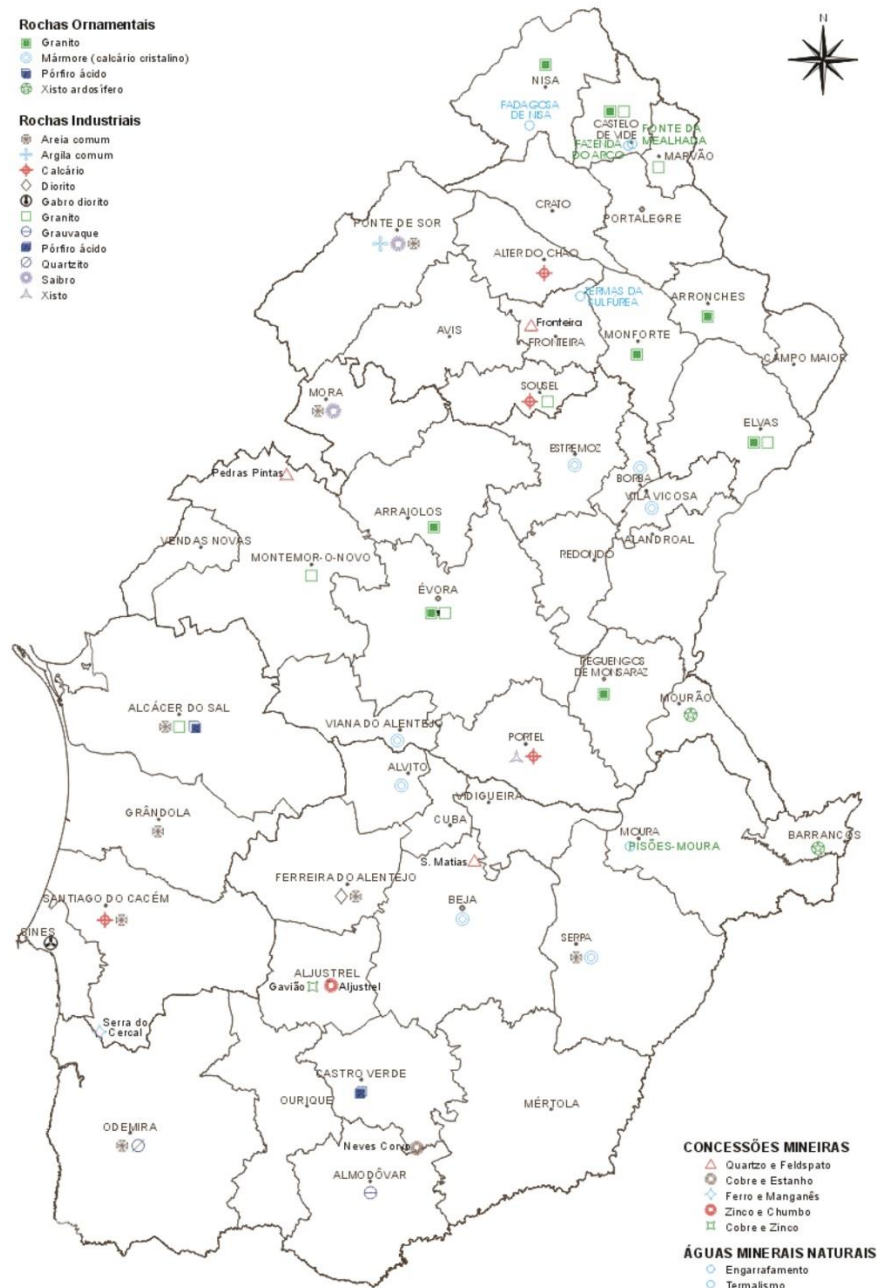 Rochas Ornamentais
Granito
Mármore (calcário cristalino)
Pórfiro ácido
Xisto ardosífero
Rochas Industriais
Areia comum
Argila comum
Calcário
Diorito
Gabro diorito
Granito
Grauvaque
Pórfiro ácido
Quartzito
Saibro
Xisto
N
NISA
FADAGOSA
DE NISA
CASTELO
DE VIDE
FONTE DA
MEALHADA
FAZENDA
DO ARCO
MARVÃO
CRATO
PORTALEGRE
PONTE DE SOR
ALTER DO CHÃO
TERMAS DA
SULFUREA
ARRONCHES
AVIS
Fronteira
FRONTEIRA
MONFORTE
CAMPO MAIOR
MORA
SOUSEL
ELVAS
ESTREMOZ
Pedras Pintas
BORBA
VILA VICOSA
ARRAIOLOS
VENDAS NOVAS
MONTEMOR-O-NOVO
REDONDO
ALANDROAL
ÉVORA
REGUENGOS
DE MONSARAZ
MOURÃO
ALCÁCER DO SAL
VIANA DO ALENTEJO
PORTEL
ALVITO
VIDIGUEIRA
GRÂNDOLA
CUBA
MOURA
PISÕES-MOURA
BARRANCOS
S. Matias
FERREIRA DO ALENTEJO
SANTIAGO DO CACÉM
BEJA
SINES
SERPA
ALJUSTREL
Gavião
Aljustrel
Serra do
Cercal
CASTRO VERDE
OURIQUE
MÉRTOLA
ODEMIRA
Neves Corvo
ALMODÔVAR
CONCESSÕES MINEIRAS
Quartzo e Feldspato
Cobre e Estanho
Ferro e Manganês
Zinco e Chumbo
Cobre e Zinco
ÁGUAS MINERAIS NATURAIS
Engarrafamento
Termalismo